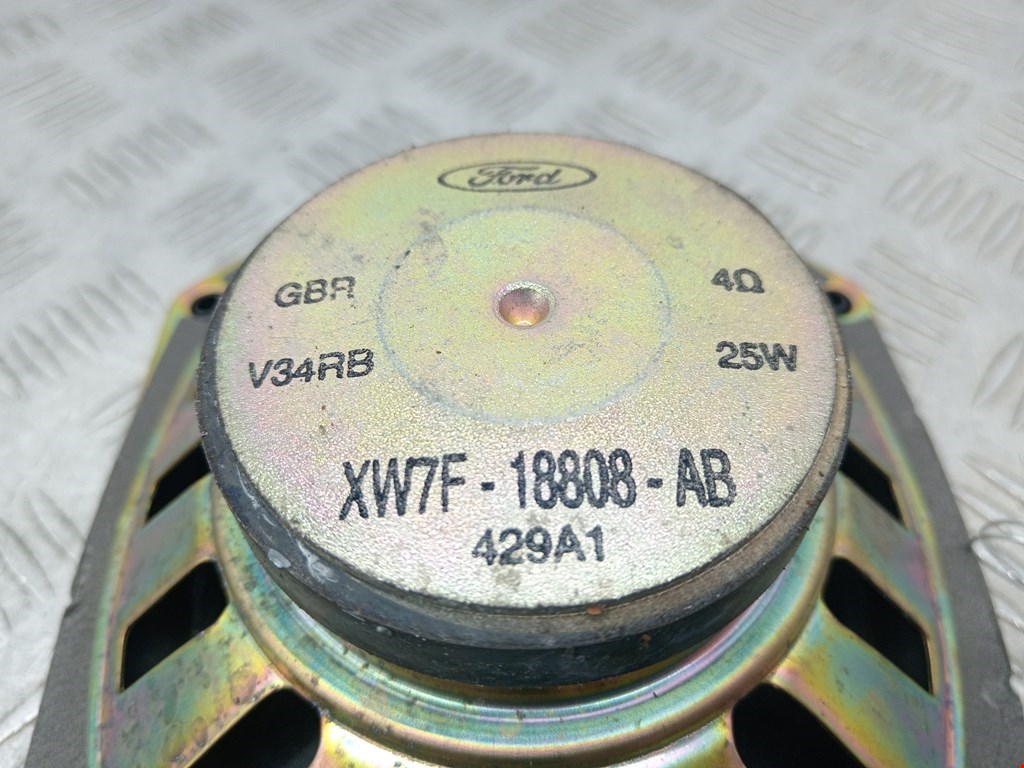 Ford
GBR 4Ω
V34RB 25W
XW7F-18808-AB
429A1